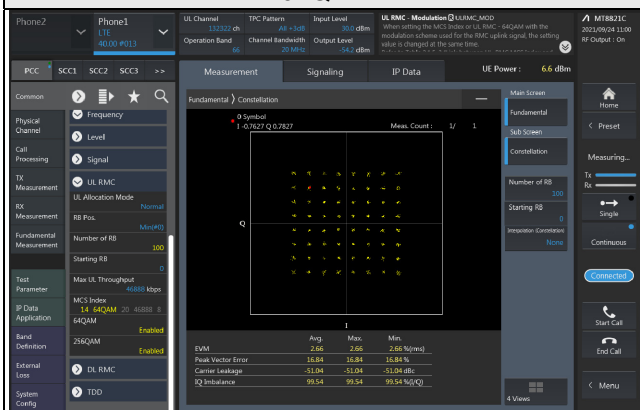 Phone2
Phone1
LTE
40.00 #013
UL Channel
132322 ch
TPC Pattern
All +3dB
Input Level
30.0 dBm
Operation Band
66
Channel Bandwidth
20 MHz
Output Level
-54.2 dBm
UL RMC - Modulation
ULRMC_MOD
When setting the MCS Index or UL RMC - 64QAM with the
modulation scheme used for the RMC uplink signal, the setting
value is changed at the same time.
MT8821C
2021/09/24 11:00
RF Output : On
PCC
SCC1
SCC2
SCC3
>>
Measurement
Signaling
IP Data
UE Power : 6.6 dBm
Common
Physical
Channel
Call
Processing
TX
Measurement
RX
Measurement
Fundamental
Measurement
Test
Parameter
IP Data
Application
Band
Definition
External
Loss
System
Config
Frequency
Level
Signal
UL RMC
UL Allocation Mode
Normal
RB Pos.
Min(#0)
Number of RB
100
Starting RB
0
Max UL Throughput
46888 kbps
MCS Index
14 64QAM 20 46888 8
64QAM
Enabled
256QAM
Enabled
DL RMC
TDD
Fundamental
Constellation
0 Symbol
I -0.7627 Q 0.7827
Meas. Count : 1/ 1
Q
I
Avg. Max. Min.
EVM 2.66 2.66 2.66 %(rms)
Peak Vector Error 16.84 16.84 16.84 %
Carrier Leakage -51.04 -51.04 -51.04 dBc
IQ Imbalance 99.54 99.54 99.54 %(I/Q)
Main Screen
Fundamental
Sub Screen
Constellation
Number of RB
100
Starting RB
0
Interpolation (Constellation)
None
4 Views
Home
< Preset
Measuring...
Tx
Rx
Single
Continuous
Connected
Start Call
End Call
< Menu